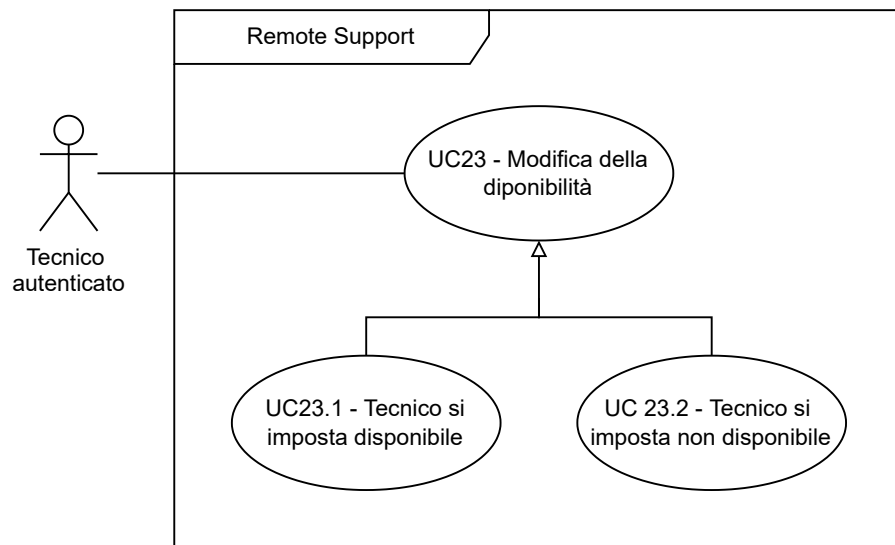 Remote Support
UC23 - Modifica della
diponibilità
Tecnico
autenticato
UC23.1 - Tecnico si
imposta disponibile
UC 23.2 - Tecnico si
imposta non disponibile